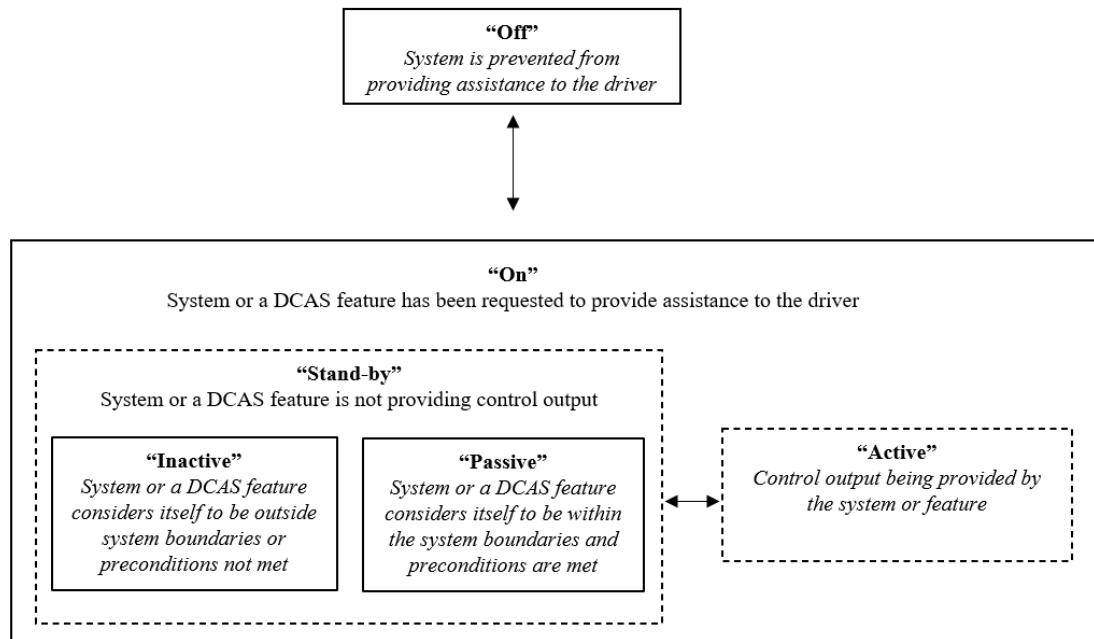 “Off”
System is prevented from
providing assistance to the driver
“On”
System or a DCAS feature has been requested to provide assistance to the driver
“Stand-by”
System or a DCAS feature is not providing control output
“Inactive”
System or a DCAS feature
considers itself to be outside
system boundaries or
preconditions not met
“Passive”
System or a DCAS feature
considers itself to be within
the system boundaries and
preconditions are met
“Active”
Control output being provided by
the system or feature